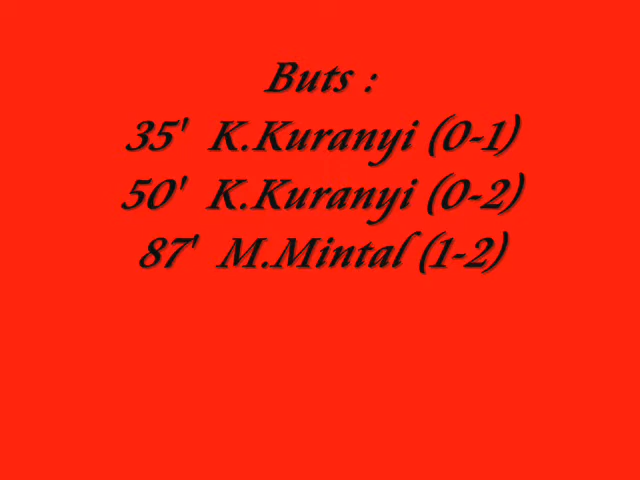 Buts :
35' K.Kuranyi (0-1)
50' K.Kuranyi (0-2)
87' M.Mintal (1-2)